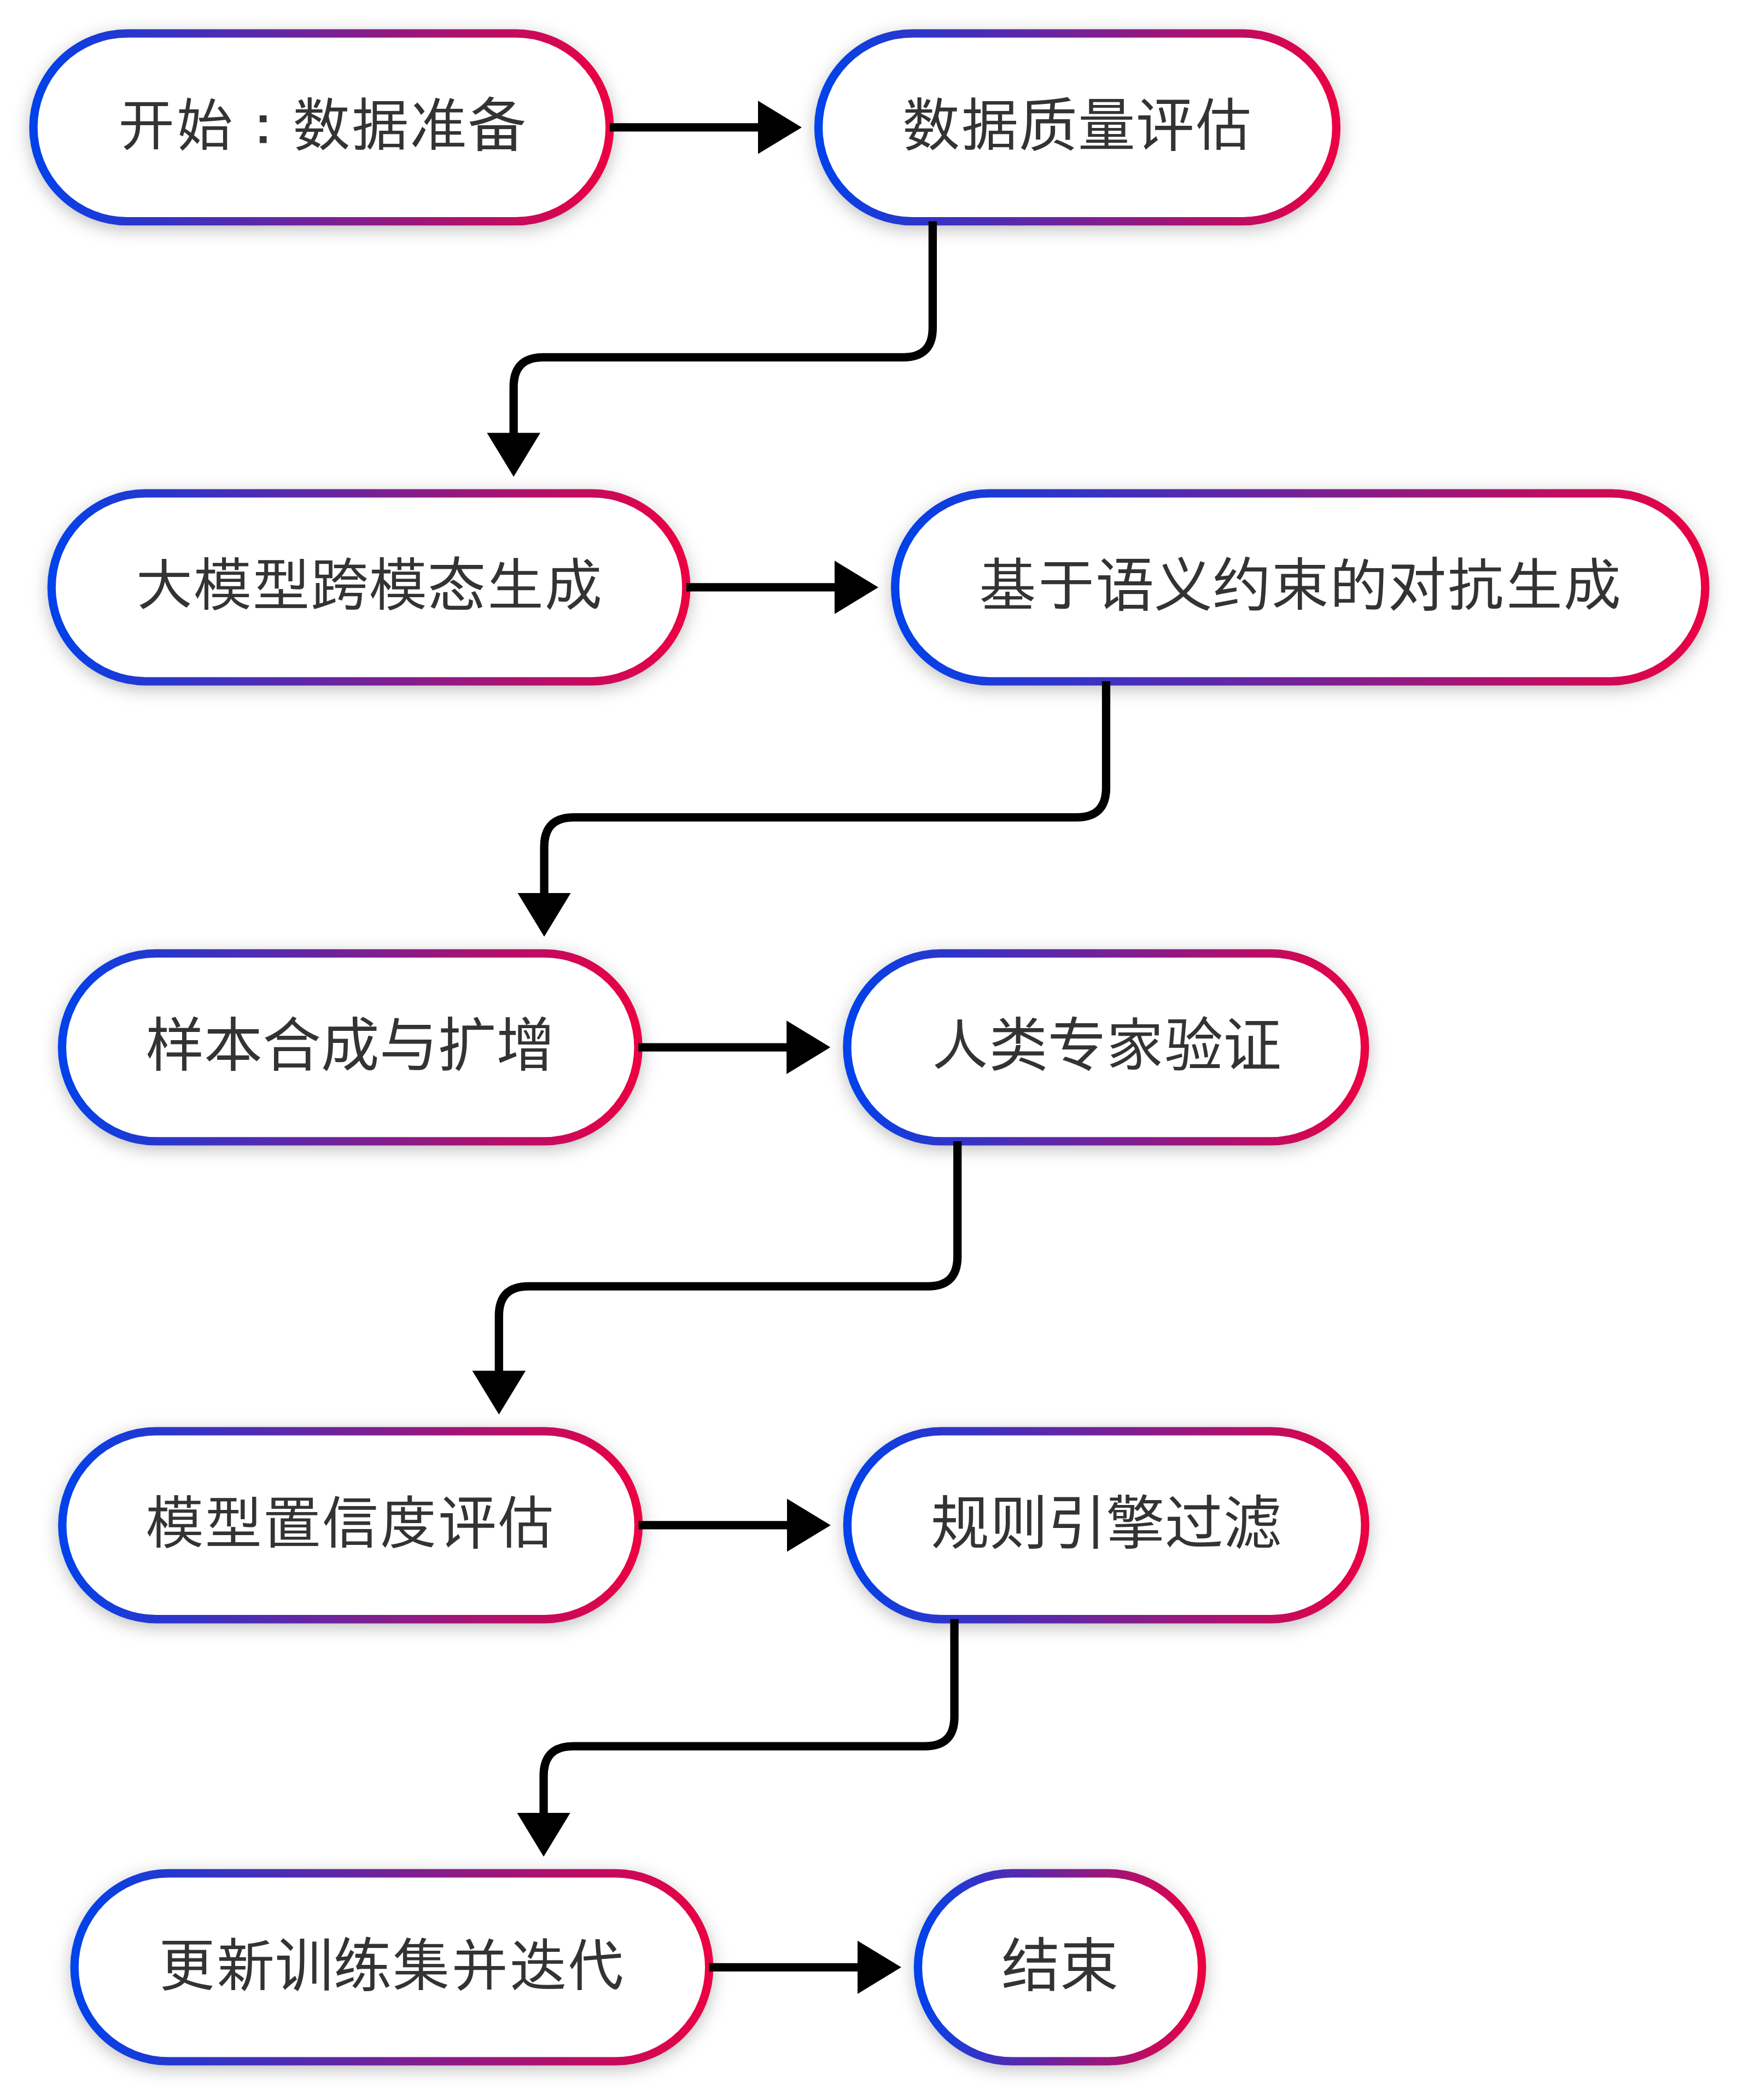 开始：数据准备
数据质量评估
大模型跨模态生成
基于语义约束的对抗生成
样本合成与扩增
人类专家验证
模型置信度评估
规则引擎过滤
更新训练集并迭代
结束